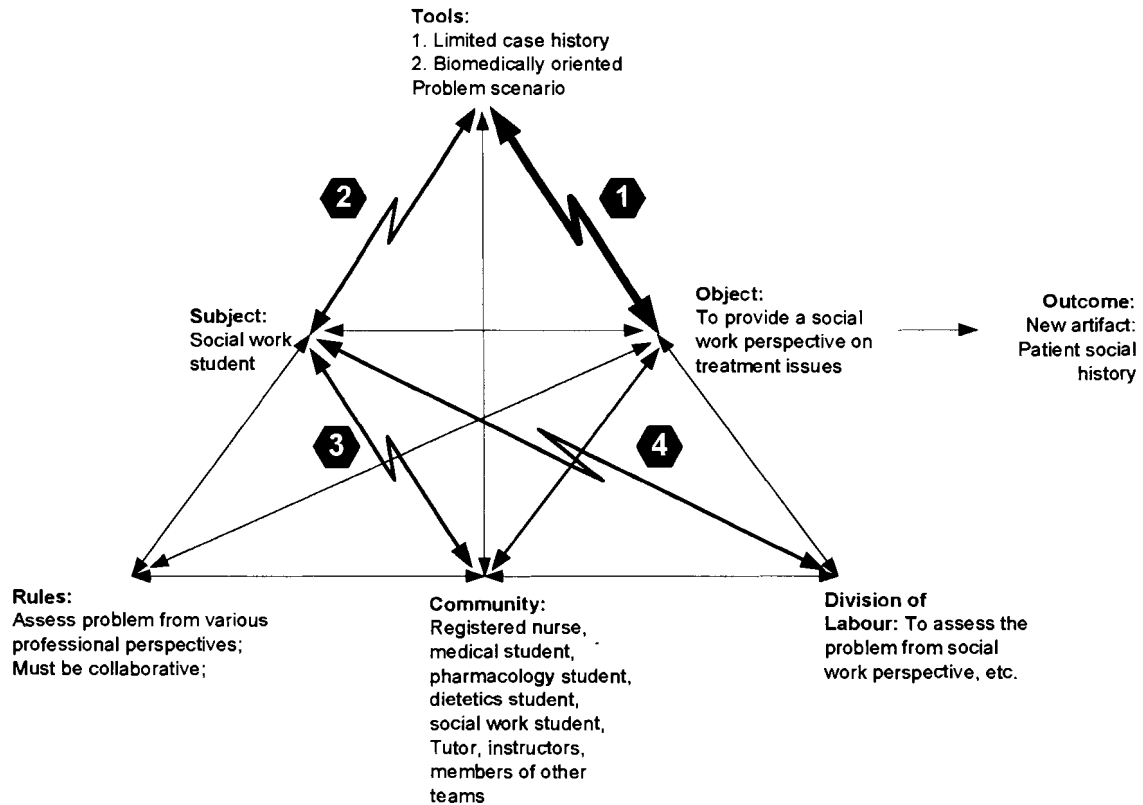 Tools:
1. Limited case history
2. Biomedically oriented
Problem scenario
2
1
Subject:
Social work
student
Object:
To provide a social
work perspective on
treatment issues
Outcome:
New artifact:
Patient social
history
3
4
Rules:
Assess problem from various
professional perspectives;
Must be collaborative;
Community:
Registered nurse,
medical student,
pharmacology student,
dietetics student,
social work student,
Tutor, instructors,
members of other
teams
Division of
Labour: To assess the
problem from social
work perspective, etc.